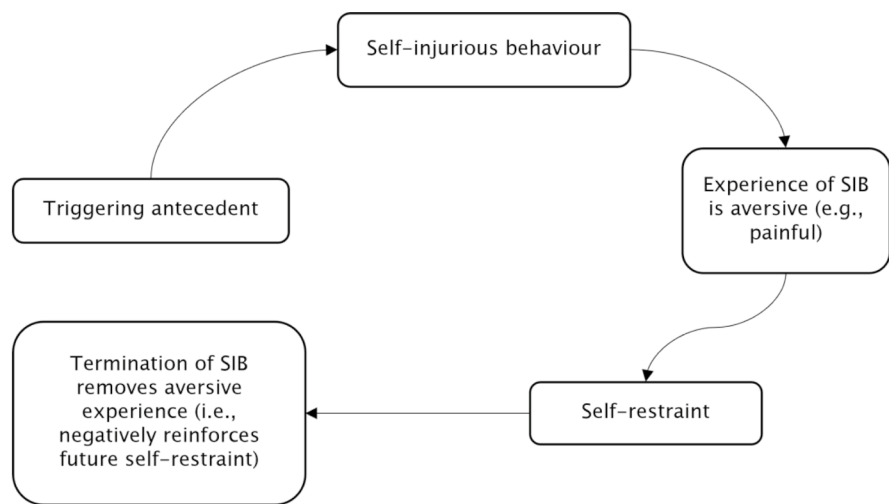 Self-injurious behaviour
Triggering antecedent
Experience of SIB
is aversive (e.g.,
painful)
Self-restraint
Termination of SIB
removes aversive
experience (i.e.,
negatively reinforces
future self-restraint)